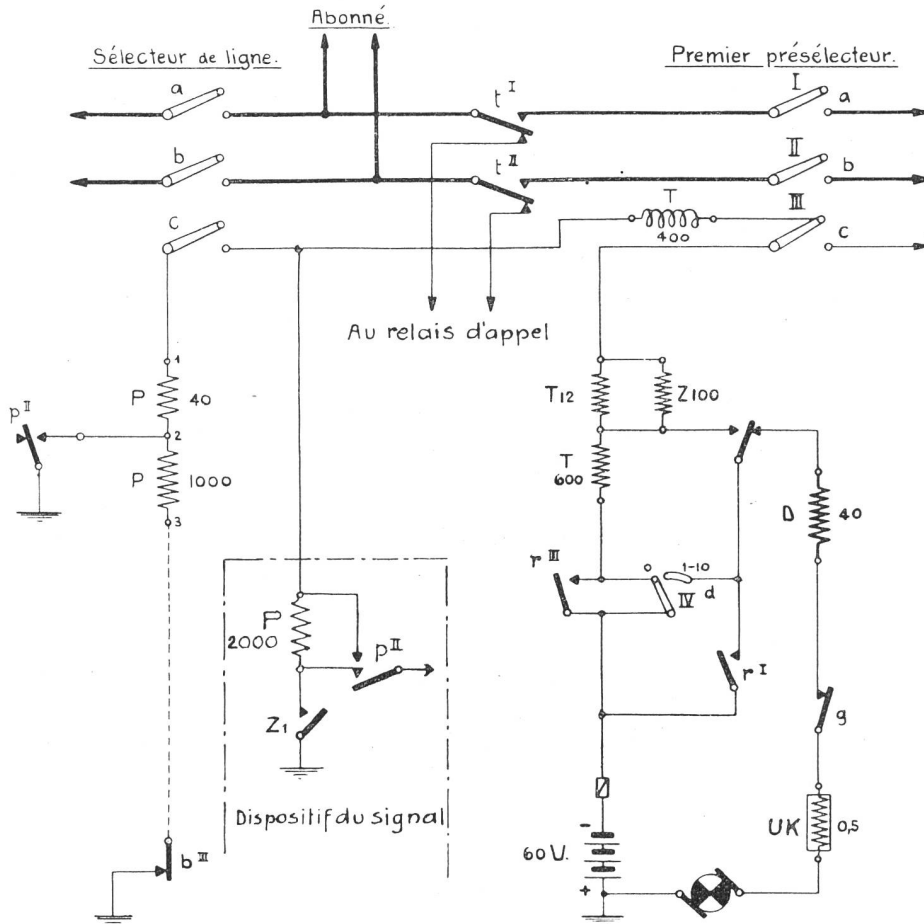 Abonné.
Sélecteur de ligne.
Premier présélecteur.
a
t I
I
a
b
t II
II
b
T
III
C
400
c
Au relais d'appel
1
P
40
T12
Z100
p II
2
T
600
P
1000
D
40
3
r III
o
1-10
IV
d
P
2000
p II
r I
Z1
g
Dispositif du signal
-
UK
0,5
60 V.
b III
+